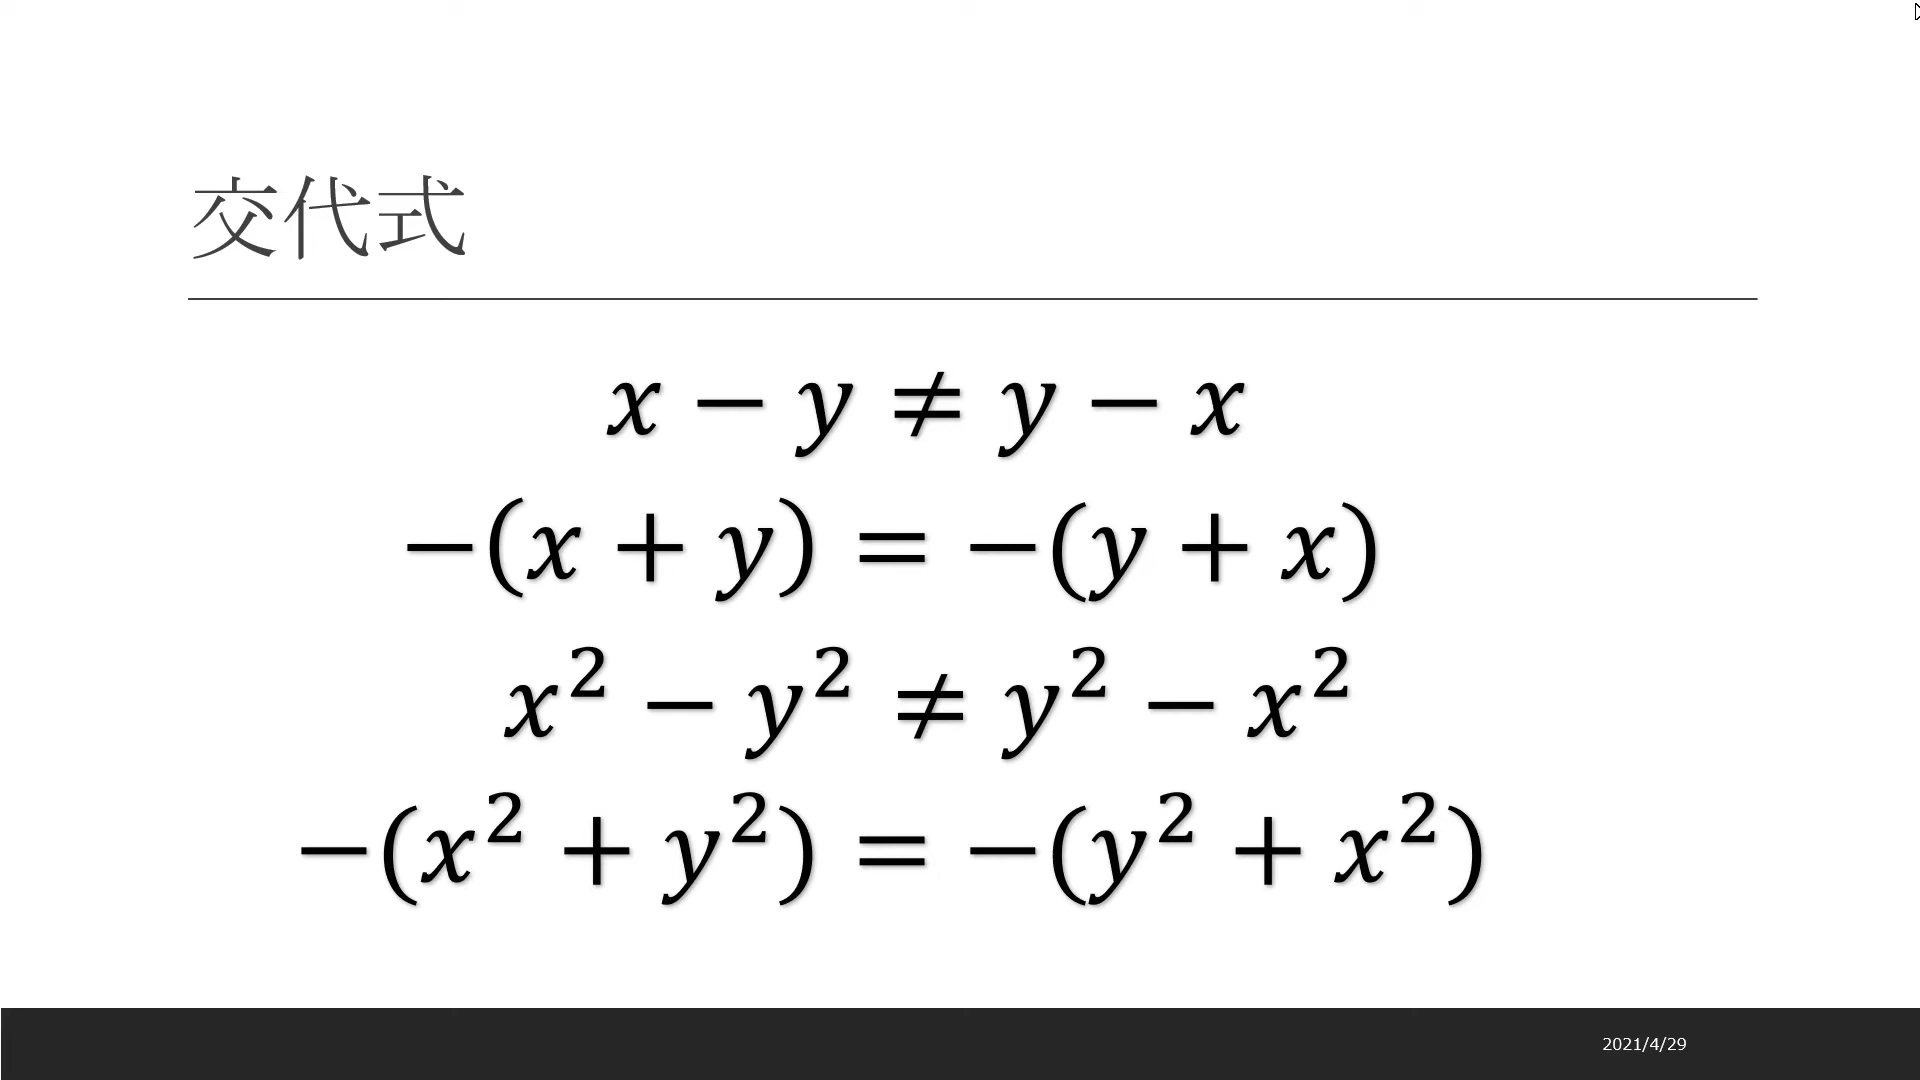 交代式
x − y ≠ y − x
−(x + y) = −(y + x)
x² − y² ≠ y² − x²
−(x² + y²) = −(y² + x²)
2021/4/29